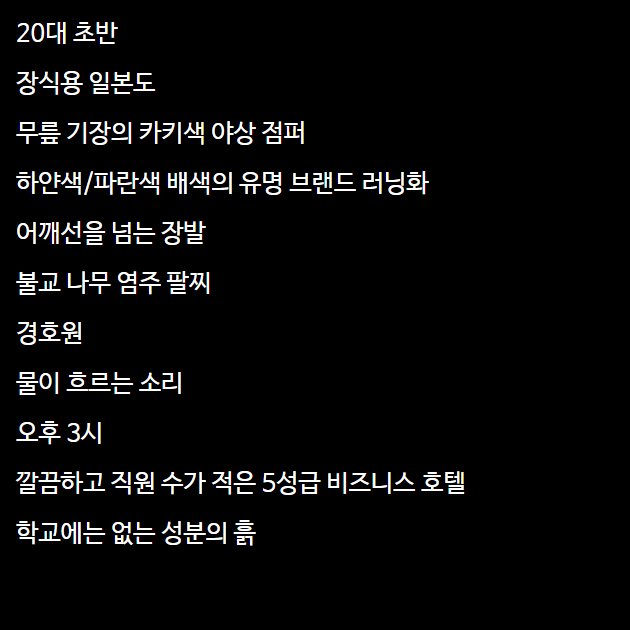 20대 초반
장식용 일본도
무릎 기장의 카키색 야상 점퍼
하얀색/파란색 배색의 유명 브랜드 러닝화
어깨선을 넘는 장발
불교 나무 염주 팔찌
경호원
물이 흐르는 소리
오후 3시
깔끔하고 직원 수가 적은 5성급 비즈니스 호텔
학교에는 없는 성분의 흙